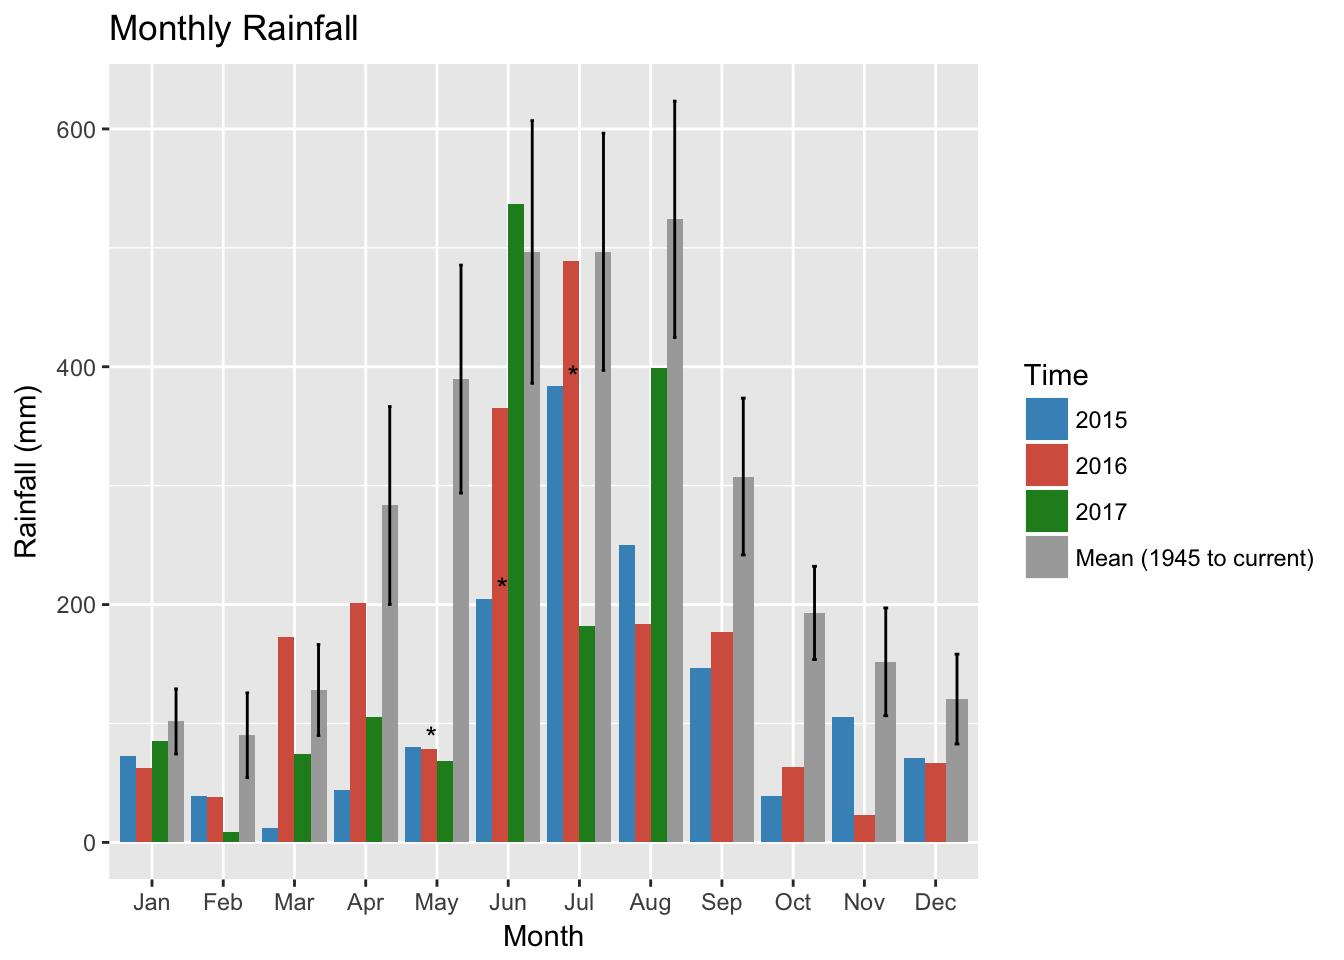 Monthly Rainfall
Rainfall (mm)
600
400
200
0
*
*
*
Jan Feb Mar Apr May Jun Jul Aug Sep Oct Nov Dec
Month
Time
2015
2016
2017
Mean (1945 to current)